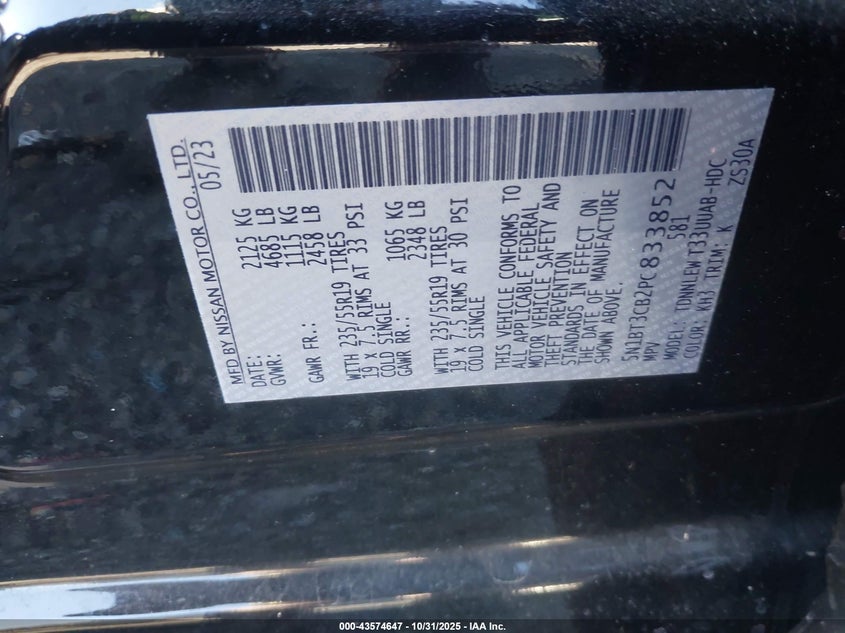 MFD BY NISSAN MOTOR CO., LTD.
DATE: 05/23
GVWR: 2125 KG
4685 LB
GAWR FR.: 1115 KG
2458 LB
WITH 235/55R19 TIRES
19 x 7.5 RIMS AT 33 PSI
COLD SINGLE
GAWR RR.: 1065 KG
2348 LB
WITH 235/55R19 TIRES
19 x 7.5 RIMS AT 30 PSI
COLD SINGLE
THIS VEHICLE CONFORMS TO
ALL APPLICABLE FEDERAL
MOTOR VEHICLE SAFETY AND
THEFT PREVENTION
STANDARDS IN EFFECT ON
THE DATE OF MANUFACTURE
SHOWN ABOVE.
5N1BT3CB2PC833852
MPV 581
MODEL: TDNNLEWT33UUAB-HDC
COLOR: KH3 TRIM: K ZS30A
000-43574647 - 10/31/2025 - IAA Inc.